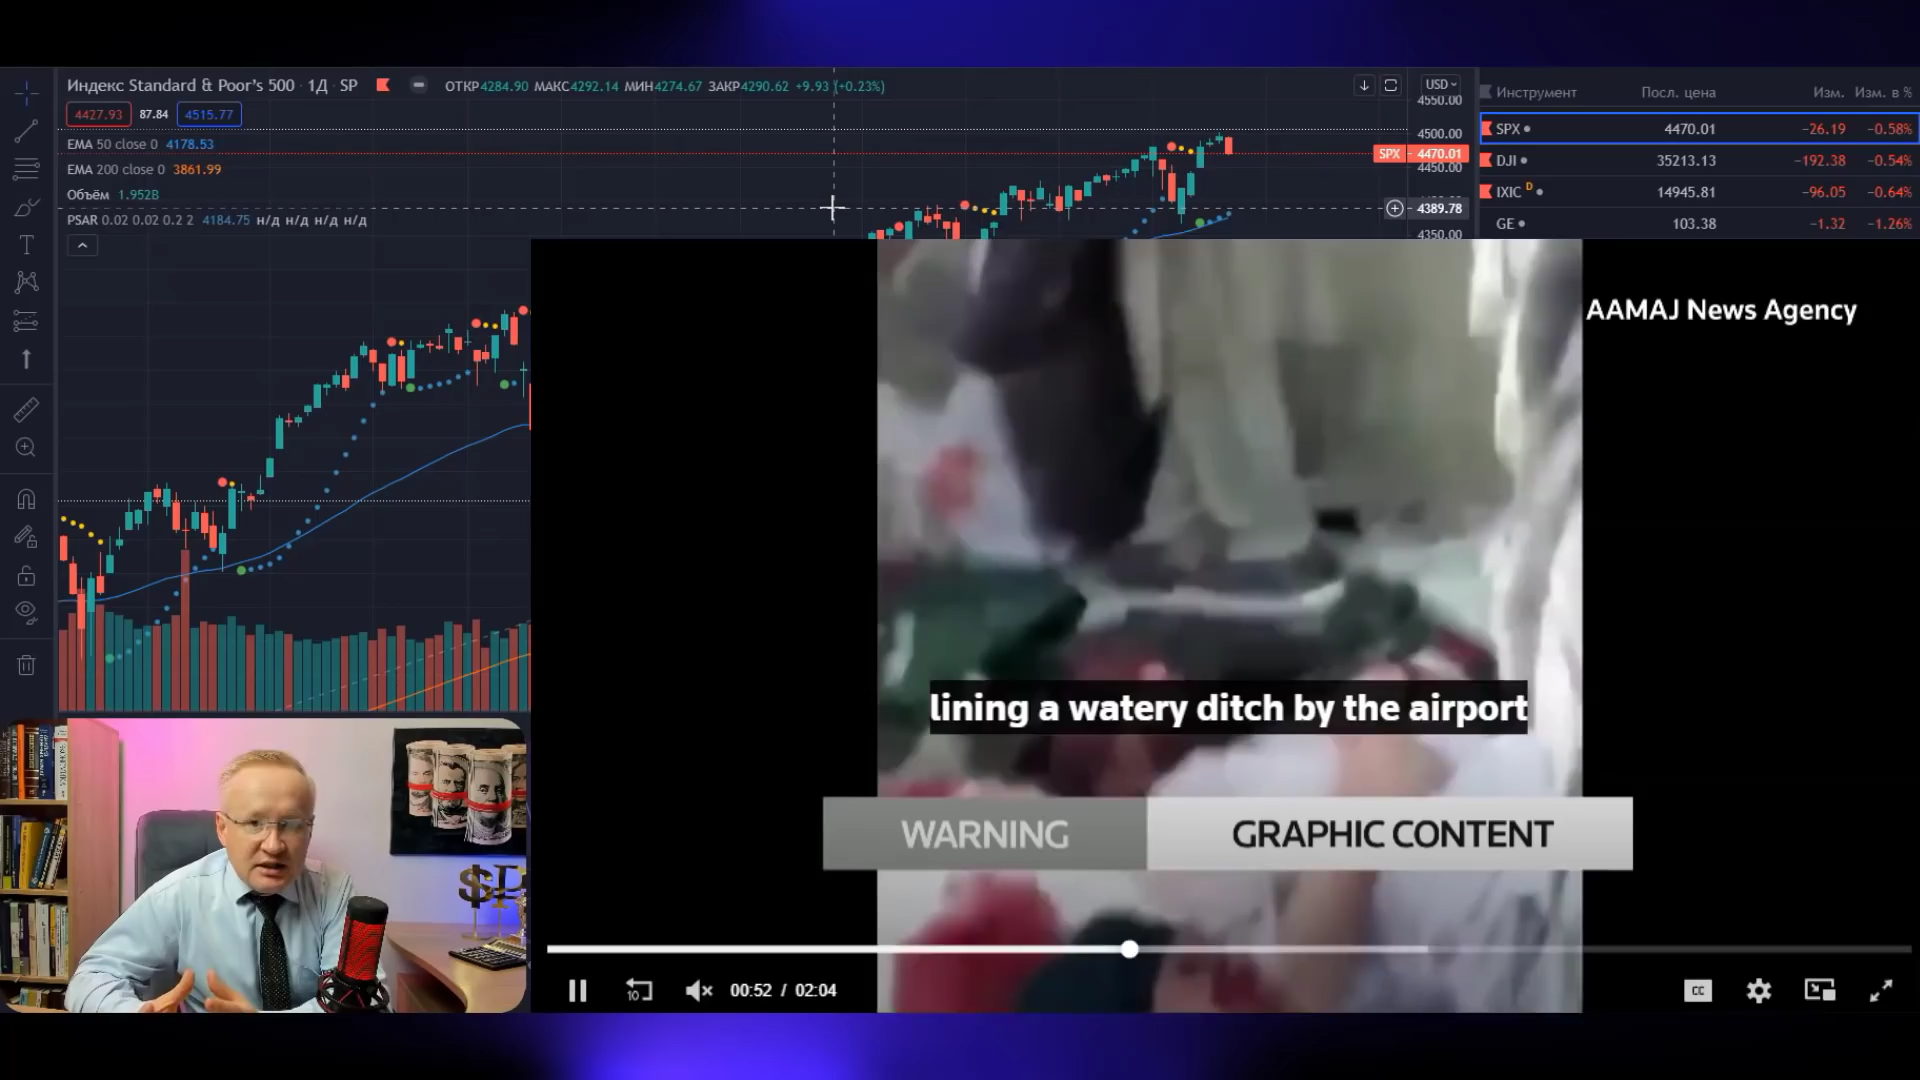 Индекс Standard & Poor's 500 · 1Д · SP
ОТКР4284.90 МАКС4292.14 МИН4274.67 ЗАКР4290.62 +9.93 (+0.23%)
4427.93 87.84 4515.77
EMA 50 close 0 4178.53
EMA 200 close 0 3861.99
Объём 1.952B
PSAR 0.02 0.02 0.2 2 4184.75 н/д н/д н/д н/д
USD
4550.00
4500.00
SPX 4470.01
4450.00
4389.78
4350.00
Инструмент Посл. цена Изм. Изм. в %
SPX 4470.01 −26.19 −0.58%
DJI 35213.13 −192.38 −0.54%
IXIC D 14945.81 −96.05 −0.64%
GE 103.38 −1.32 −1.26%
AAMAJ News Agency
lining a watery ditch by the airport
WARNING GRAPHIC CONTENT
10 00:52 / 02:04
CC